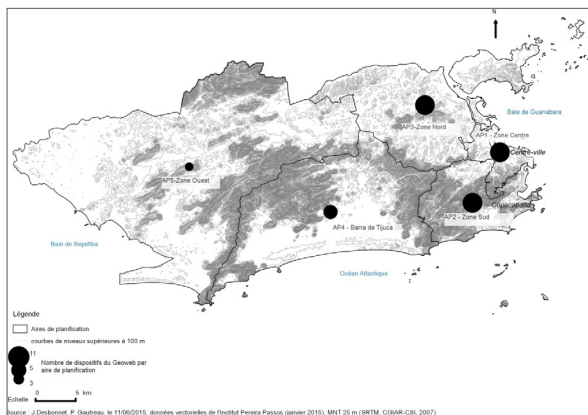 N
Baie de Guanabara
AP3-Zone Nord
AP1 - Zone Centre
Centre-ville
AP5-Zone Ouest
Copacabana
AP2 - Zone Sud
AP4 - Barra de Tijuca
Baie de Sepetiba
Océan Atlantique
Légende
Aires de planification
courbes de niveaux supérieures à 100 m
11
5
3
Nombre de dispositifs du Geoweb par
aire de planification
Echelle 0 5 km
Source : J.Desbonnet, P. Gautreau, le 11/06/2015, données vectorielles de l'Institut Pereira Passos (janvier 2015), MNT 25 m (SRTM, CGIAR-CSI, 2007)